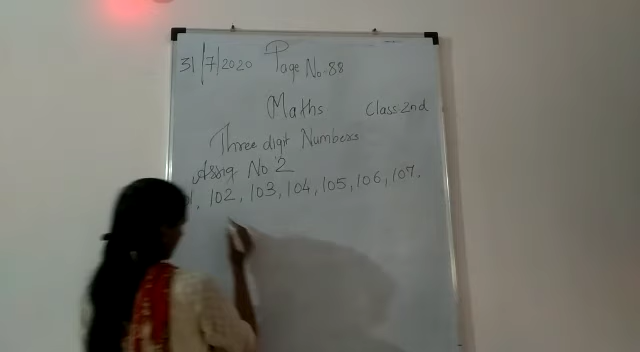 31/7/2020 Page No-88
Maths Class:2nd
Three digit Numbers
Assig No 2
1, 102, 103, 104, 105, 106, 107.